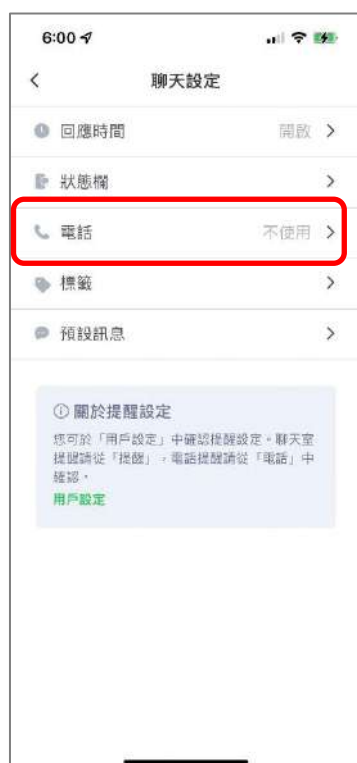 6:00
聊天設定
回應時間 開啟
狀態欄
電話 不使用
標籤
預設訊息
關於提醒設定
您可於「用戶設定」中確認提醒設定。聊天室
提醒請從「提醒」,電話提醒請從「電話」中
確認。
用戶設定